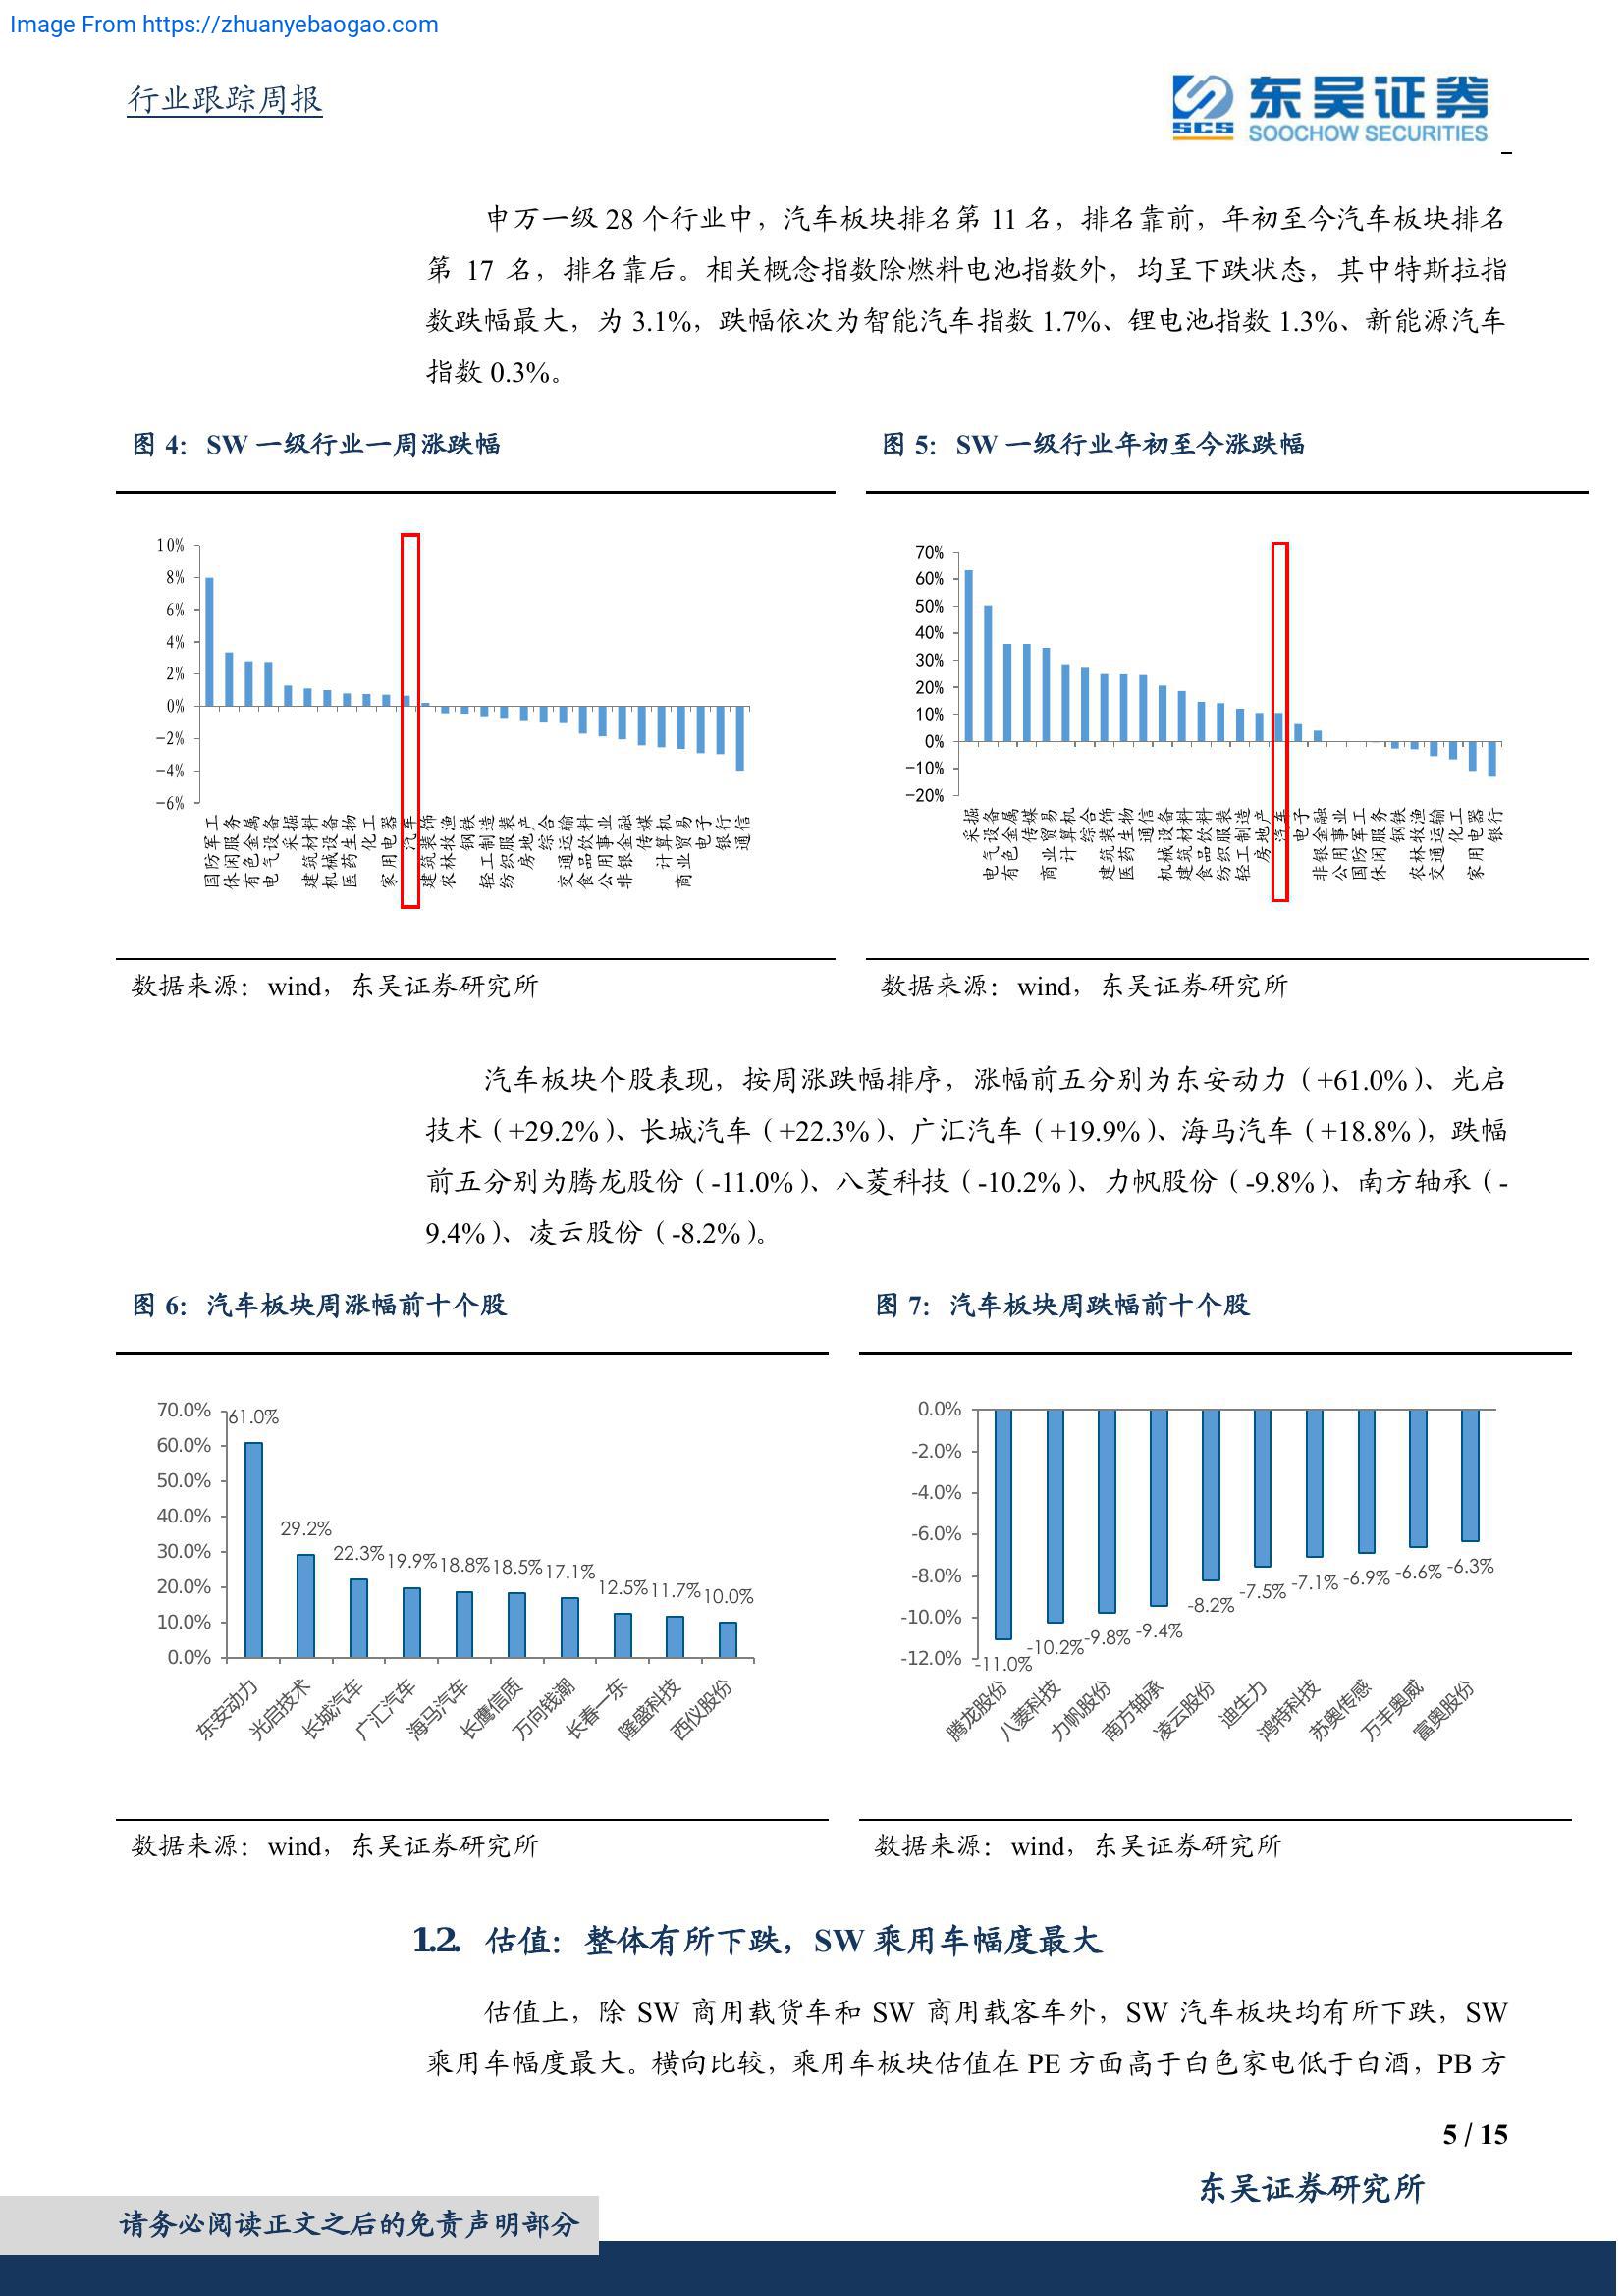 Image From https://zhuanyebaogao.com
行业跟踪周报
东吴证券
SCS
SOOCHOW SECURITIES
申万一级 28 个行业中，汽车板块排名第 11 名，排名靠前，年初至今汽车板块排名
第 17 名，排名靠后。相关概念指数除燃料电池指数外，均呈下跌状态，其中特斯拉指
数跌幅最大，为 3.1%，跌幅依次为智能汽车指数 1.7%、锂电池指数 1.3%、新能源汽车
指数 0.3%。
图 4：SW 一级行业一周涨跌幅
10%
8%
6%
4%
2%
0%
-2%
-4%
-6%
国防军工
休闲服务
有色金属
电气设备
采掘
建筑材料
机械设备
医药生物
化工
家用电器
汽车
建筑装饰
农林牧渔
钢铁
轻工制造
纺织服装
房地产
综合
交通运输
食品饮料
公用事业
非银金融
传媒
计算机
商业贸易
电子
银行
通信
数据来源：wind，东吴证券研究所
图 5：SW 一级行业年初至今涨跌幅
70%
60%
50%
40%
30%
20%
10%
0%
-10%
-20%
采掘
电气设备
有色金属
传媒
商业贸易
计算机
综合
建筑装饰
医药生物
通信
机械设备
建筑材料
食品饮料
纺织服装
轻工制造
房地产
汽车
电子
非银金融
公用事业
国防军工
休闲服务
钢铁
农林牧渔
交通运输
化工
家用电器
银行
数据来源：wind，东吴证券研究所
汽车板块个股表现，按周涨跌幅排序，涨幅前五分别为东安动力（+61.0%）、光启
技术（+29.2%）、长城汽车（+22.3%）、广汇汽车（+19.9%）、海马汽车（+18.8%），跌幅
前五分别为腾龙股份（-11.0%）、八菱科技（-10.2%）、力帆股份（-9.8%）、南方轴承（-
9.4%）、凌云股份（-8.2%）。
图 6：汽车板块周涨幅前十个股
70.0%
60.0%
50.0%
40.0%
30.0%
20.0%
10.0%
0.0%
61.0%
29.2%
22.3%
19.9%
18.8%
18.5%
17.1%
12.5%
11.7%
10.0%
东安动力
光启技术
长城汽车
广汇汽车
海马汽车
长鹰信质
万向钱潮
长春一东
隆盛科技
西仪股份
数据来源：wind，东吴证券研究所
图 7：汽车板块周跌幅前十个股
0.0%
-2.0%
-4.0%
-6.0%
-8.0%
-10.0%
-12.0%
-11.0%
-10.2%
-9.8%
-9.4%
-8.2%
-7.5%
-7.1%
-6.9%
-6.6%
-6.3%
腾龙股份
八菱科技
力帆股份
南方轴承
凌云股份
迪生力
鸿特科技
苏奥传感
万丰奥威
富奥股份
数据来源：wind，东吴证券研究所
1.2. 估值：整体有所下跌，SW 乘用车幅度最大
估值上，除 SW 商用载货车和 SW 商用载客车外，SW 汽车板块均有所下跌，SW
乘用车幅度最大。横向比较，乘用车板块估值在 PE 方面高于白色家电低于白酒，PB 方
5 / 15
东吴证券研究所
请务必阅读正文之后的免责声明部分